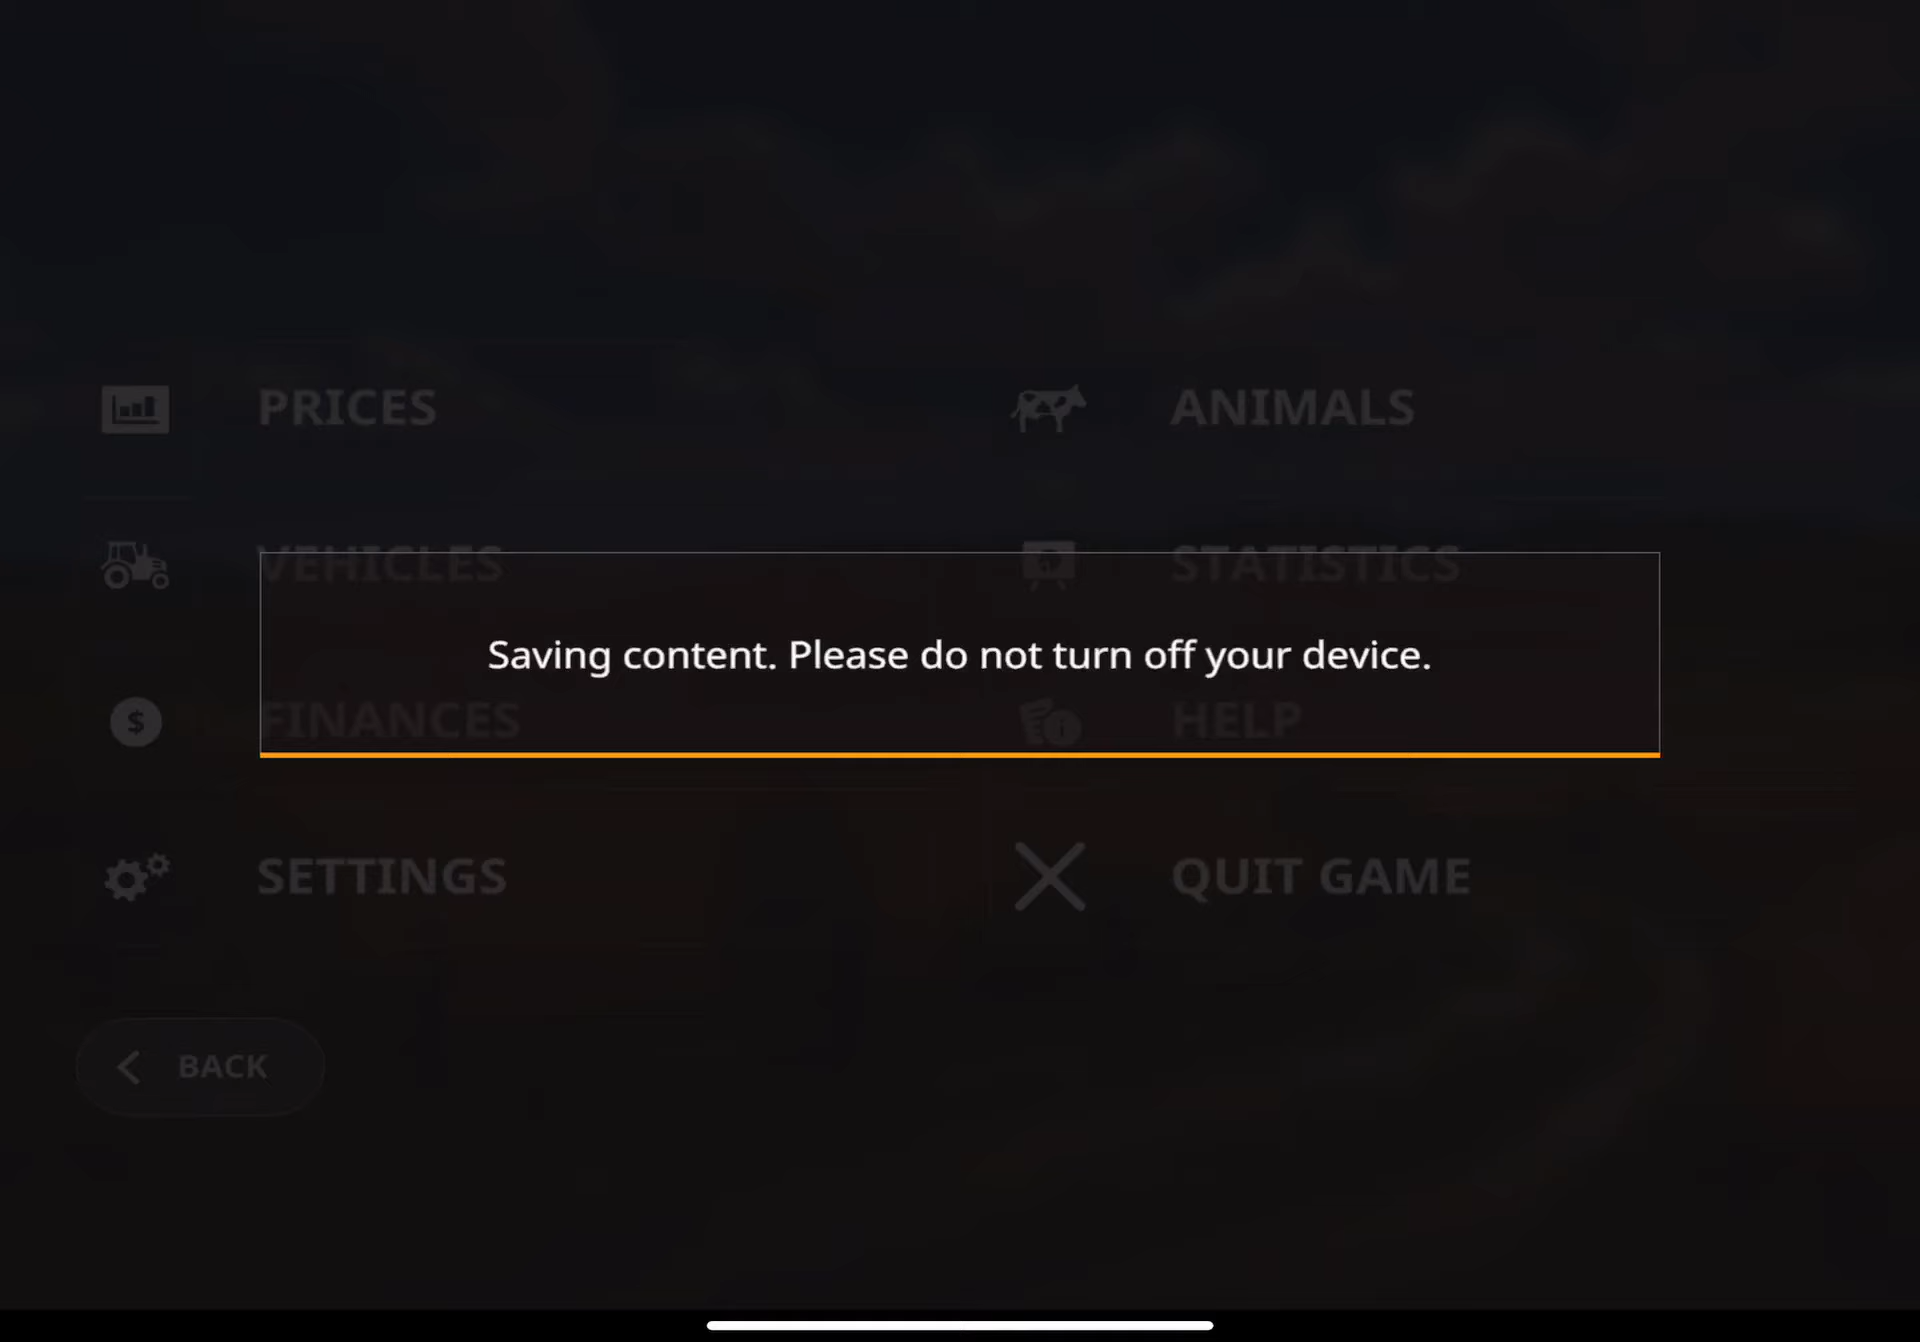 PRICES
ANIMALS
VEHICLES
STATISTICS
Saving content. Please do not turn off your device.
FINANCES
HELP
SETTINGS
QUIT GAME
BACK